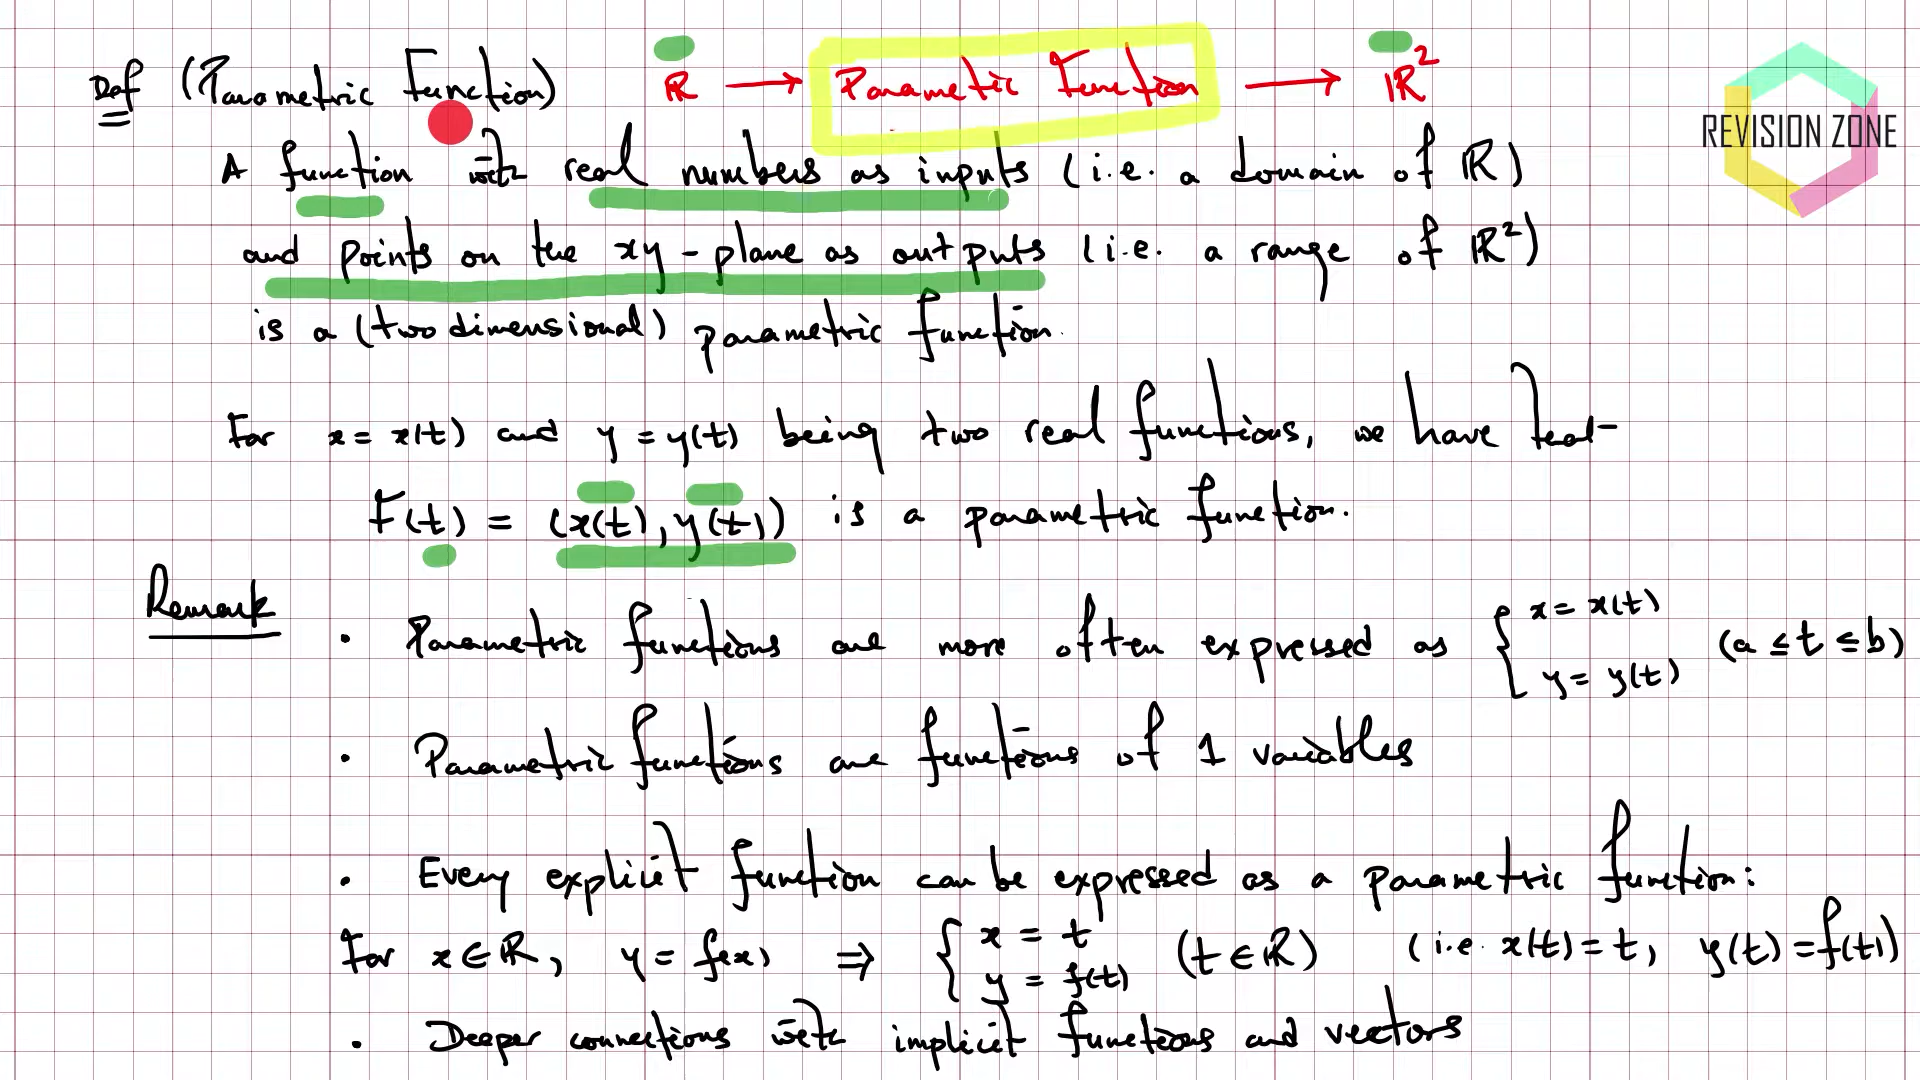 Def (Parametric Function) ℝ → Parametric Function → ℝ²
REVISION ZONE
A function with real numbers as inputs (i.e. a domain of ℝ)
and points on the xy-plane as outputs (i.e. a range of ℝ²)
is a (two dimensional) parametric function.
For x = x(t) and y = y(t) being two real functions, we have that
F(t) = (x(t), y(t)) is a parametric function.
Remark
• Parametric functions are more often expressed as { x = x(t) y = y(t) (a ≤ t ≤ b)
• Parametric functions are functions of 1 variables
• Every explicit function can be expressed as a parametric function:
For x ∈ ℝ, y = f(x) ⇒ { x = t y = f(t) (t ∈ ℝ) (i.e. x(t) = t, y(t) = f(t))
• Deeper connections with implicit functions and vectors